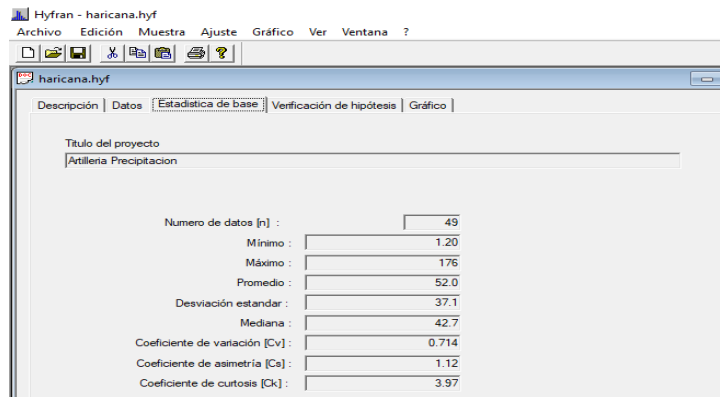 Hyfran - haricana.hyf
Archivo Edición Muestra Ajuste Gráfico Ver Ventana ?
haricana.hyf
Descripción Datos Estadistica de base Verificación de hipótesis Gráfico
Titulo del proyecto
Artilleria Precipitacion
Numero de datos [n] : 49
Mínimo : 1.20
Máximo : 176
Promedio : 52.0
Desviación estandar : 37.1
Mediana : 42.7
Coeficiente de variación [Cv] : 0.714
Coeficiente de asimetría [Cs] : 1.12
Coeficiente de curtosis [Ck] : 3.97